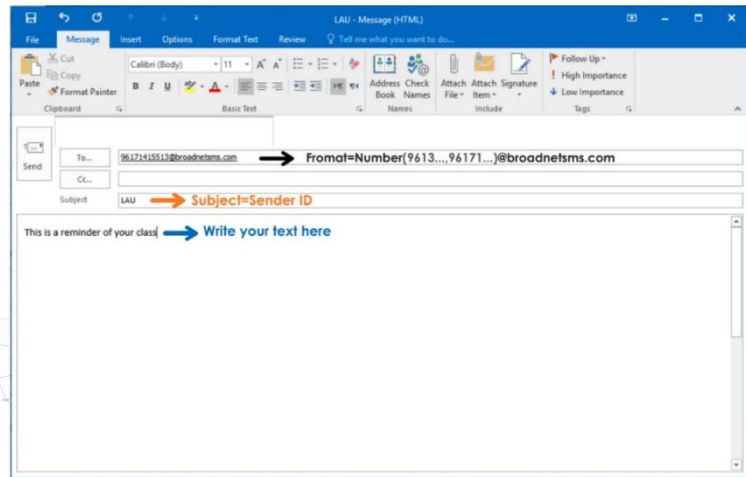 LAU - Message (HTML)
File Message Insert Options Format Text Review Tell me what you want to do...
Paste
Cut
Copy
Format Painter
Clipboard
Calibri (Body) 11 A A
B I U A
Basic Text
Address Book
Check Names
Names
Attach File
Attach Item
Signature
Include
Follow Up
High Importance
Low Importance
Tags
Send
To... 96171415513@broadnetsms.com Fromat=Number(9613...,96171...)@broadnetsms.com
Cc...
Subject LAU Subject=Sender ID
This is a reminder of your class Write your text here